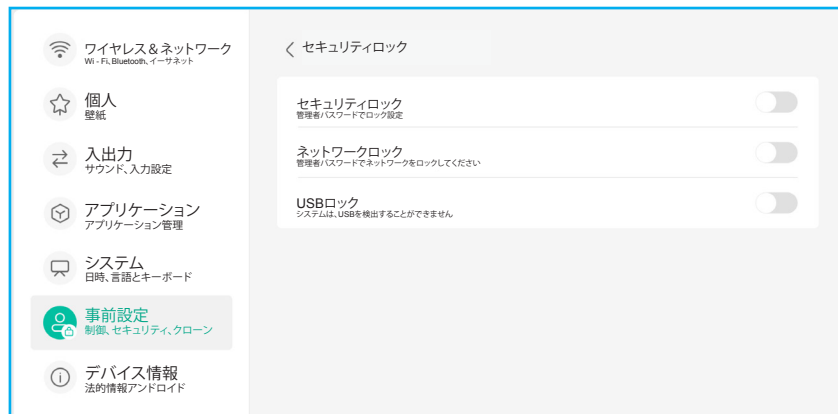 ワイヤレス＆ネットワーク
Wi - Fi、Bluetooth、イーサネット
個人
壁紙
入出力
サウンド、入力設定
アプリケーション
アプリケーション管理
システム
日時、言語とキーボード
事前設定
制御、セキュリティ、クローン
デバイス情報
法的情報アンドロイド
セキュリティロック
セキュリティロック
管理者パスワードでロック設定
ネットワークロック
管理者パスワードでネットワークをロックしてください
USBロック
システムは、USBを検出することができません